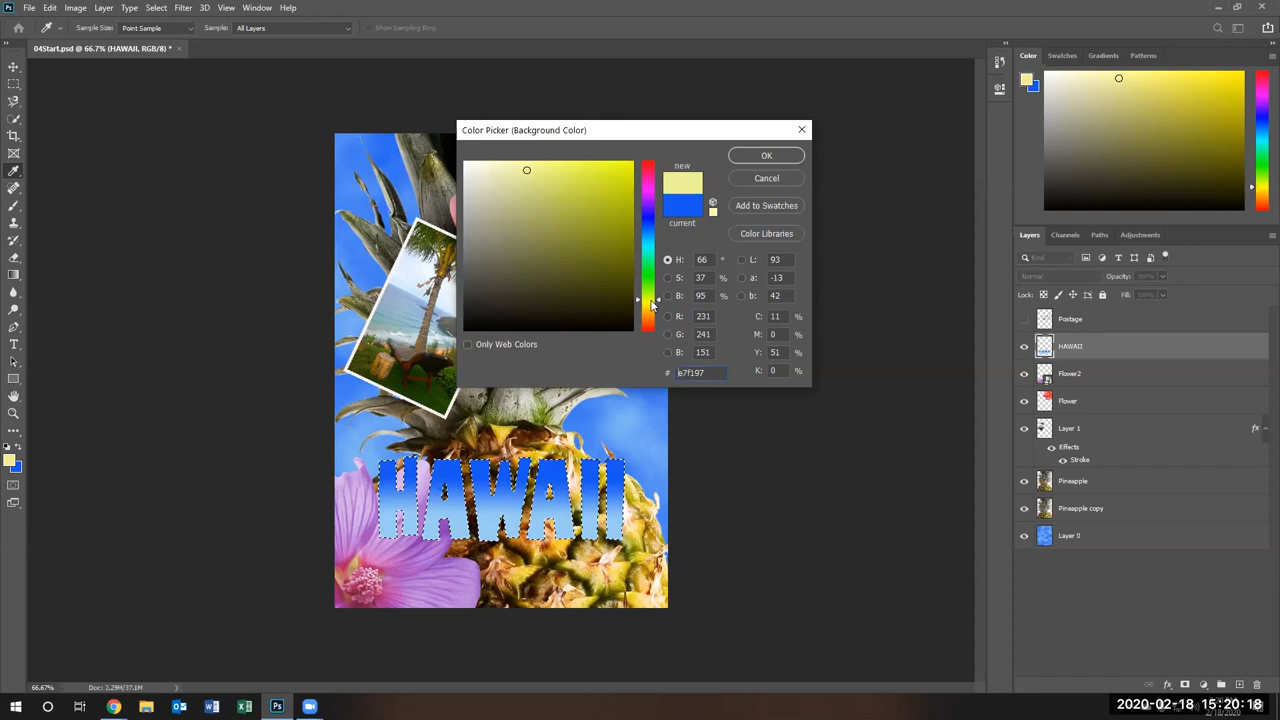 Ps File Edit Image Layer Type Select Filter 3D View Window Help
Sample Size: Point Sample Sample: All Layers Show Sampling Ring
04Start.psd @ 66.7% (HAWAII, RGB/8) *
Color Swatches Gradients Patterns
Color Picker (Background Color)
new
current
OK
Cancel
Add to Swatches
Color Libraries
H: 66 ° L: 93
S: 37 % a: -13
B: 95 % b: 42
R: 231 C: 11 %
G: 241 M: 0 %
B: 151 Y: 51 %
# e7f197 K: 0 %
Only Web Colors
HAWAII
Layers Channels Paths Adjustments
Kind
Normal Opacity: 100%
Lock: Fill: 100%
Postage
HAWAII
Flower2
Flower
Layer 1 fx
Effects
Stroke
Pineapple
Pineapple copy
Layer 0
66.67% Doc: 2.29M/37.1M
2020-02-18 15:20:18